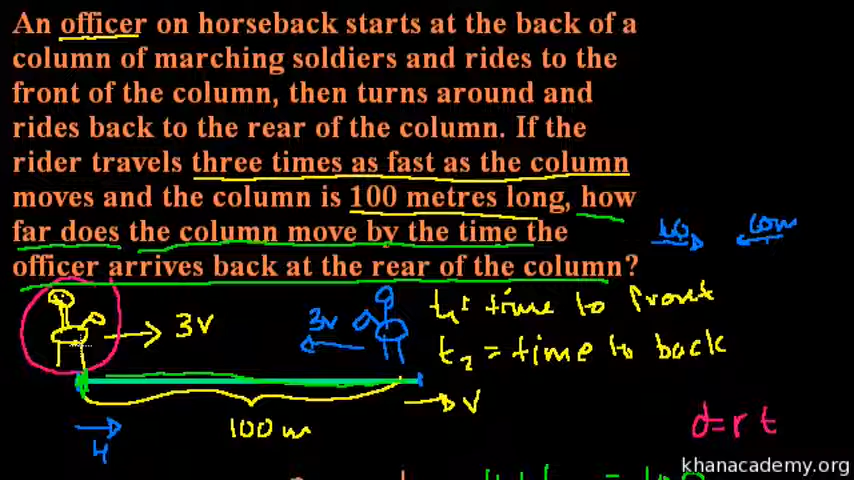 An officer on horseback starts at the back of a
column of marching soldiers and rides to the
front of the column, then turns around and
rides back to the rear of the column. If the
rider travels three times as fast as the column
moves and the column is 100 metres long, how
far does the column move by the time the
officer arrives back at the rear of the column?
3v
3v
t₁: time to front
t₂ = time to back
v
100 m
d=r t
khanacademy.org